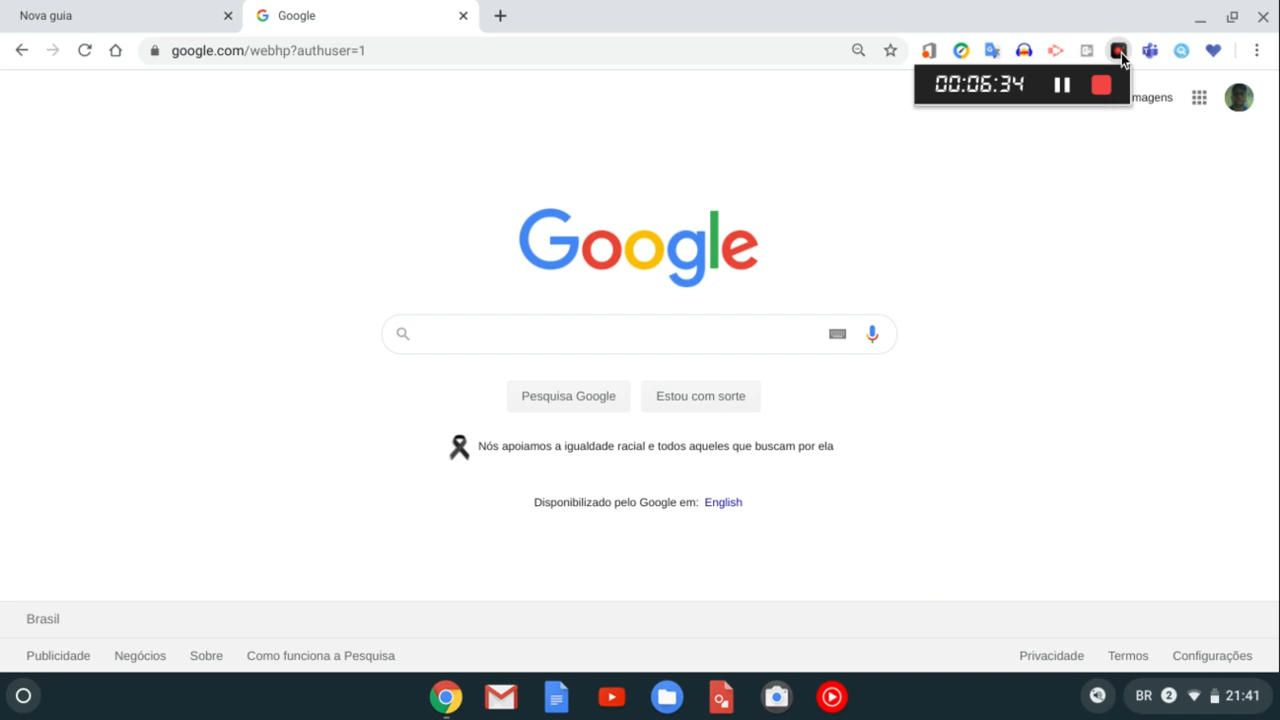 Nova guia
Google
google.com/webhp?authuser=1
00:06:34
magens
Google
Pesquisa Google
Estou com sorte
Nós apoiamos a igualdade racial e todos aqueles que buscam por ela
Disponibilizado pelo Google em: English
Brasil
Publicidade Negócios Sobre Como funciona a Pesquisa
Privacidade Termos Configurações
BR 2 21:41